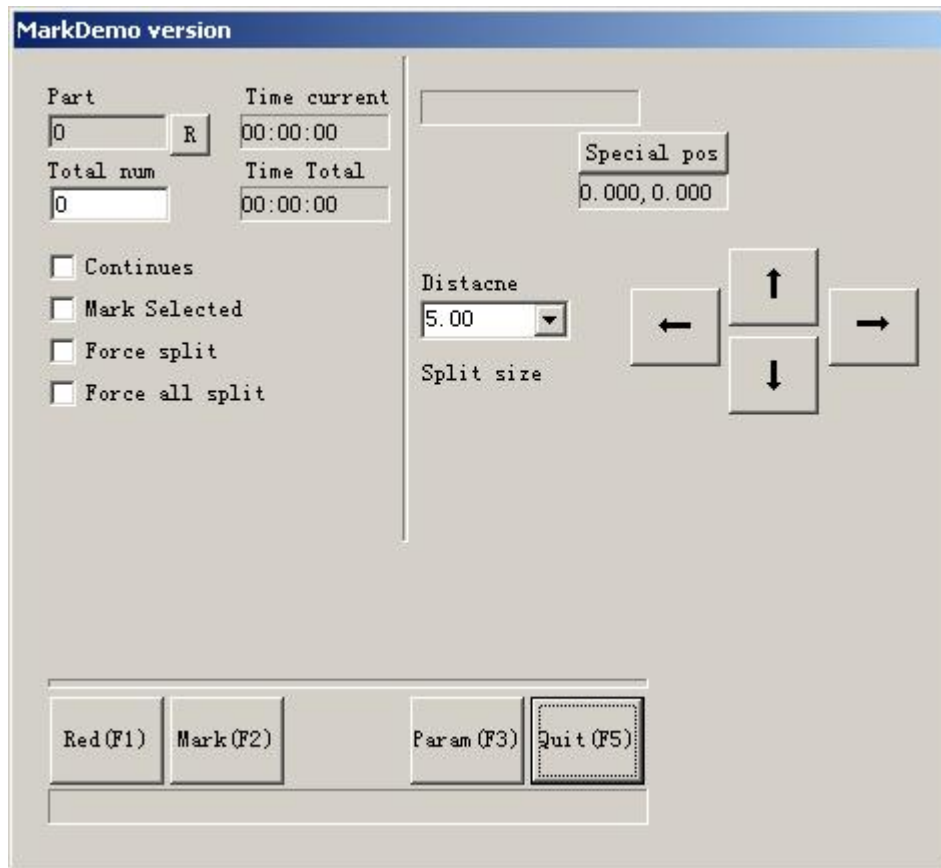 MarkDemo version
Part
Time current
0
R
00:00:00
Total num
Time Total
0
00:00:00
Continues
Mark Selected
Force split
Force all split
Special pos
0.000,0.000
Distacne
5.00
Split size
Red(F1)
Mark(F2)
Param(F3)
Quit(F5)